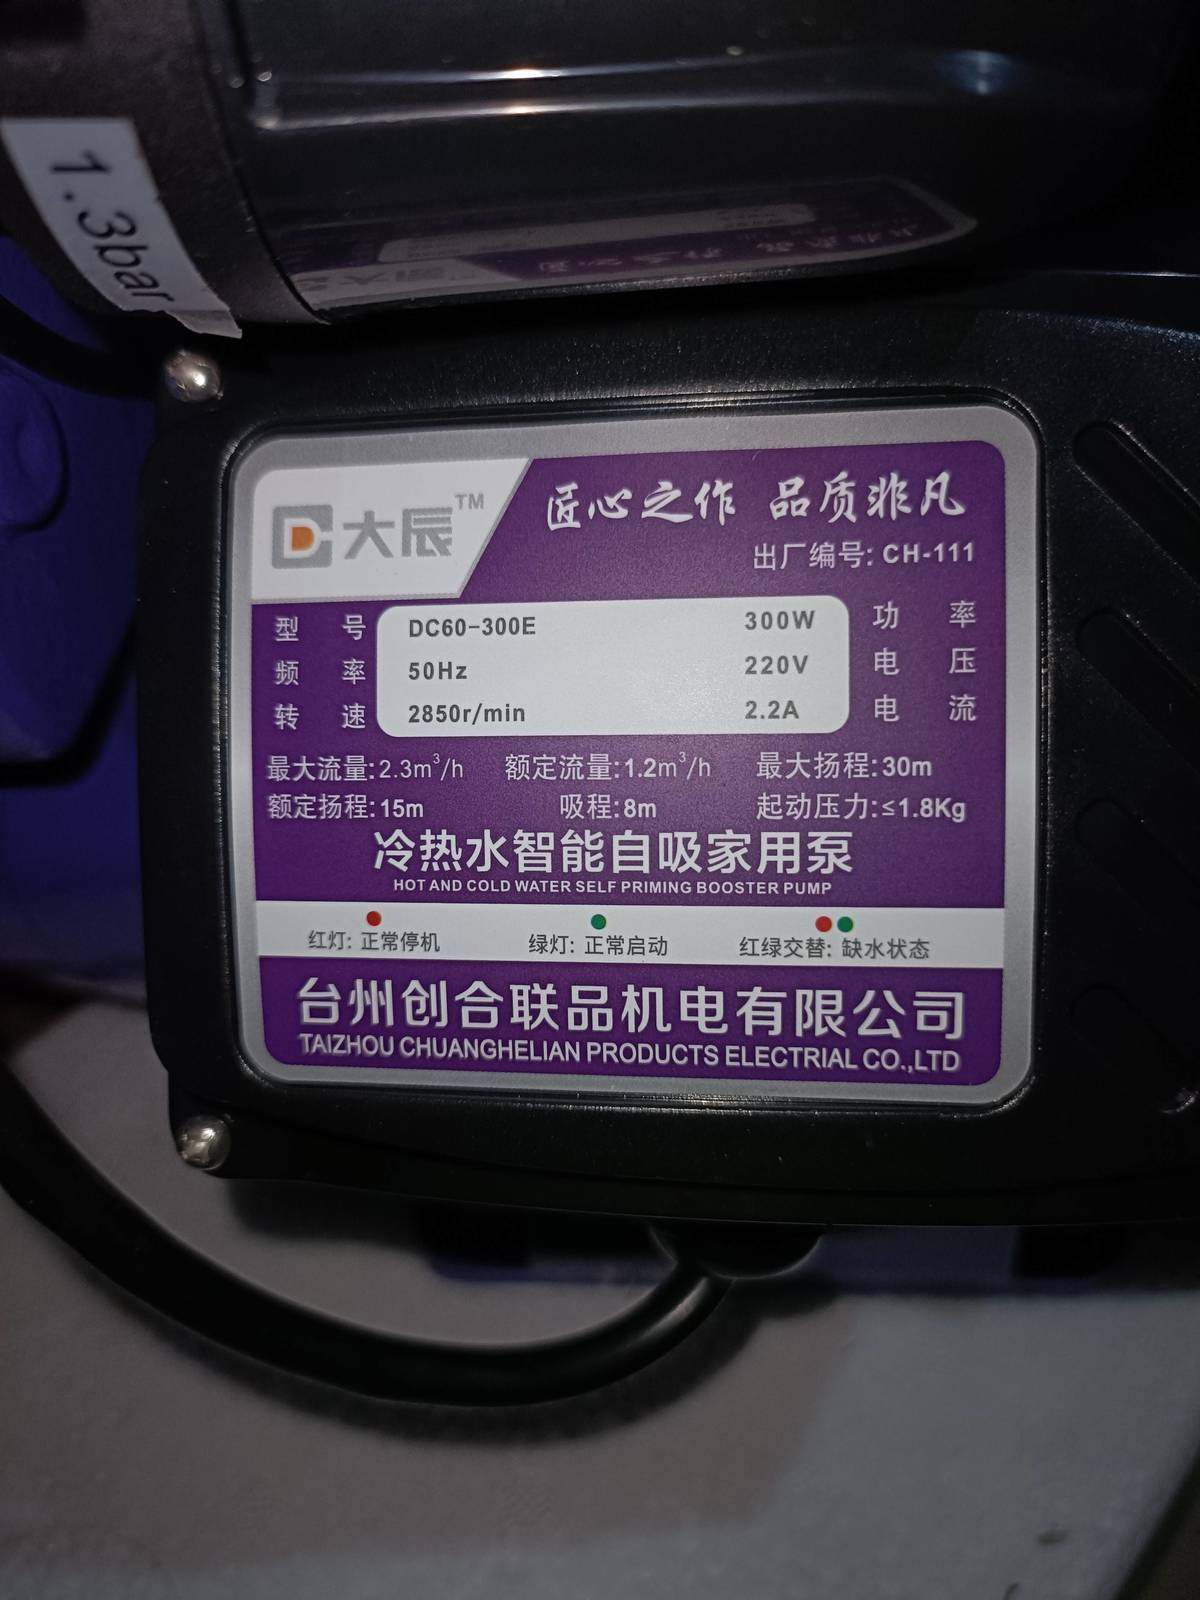 1.3bar
大辰™
匠心之作 品质非凡
出厂编号: CH-111
型号 DC60-300E 300W 功率
频率 50Hz 220V 电压
转速 2850r/min 2.2A 电流
最大流量:2.3m³/h 额定流量:1.2m³/h 最大扬程:30m
额定扬程:15m 吸程:8m 起动压力:≤1.8Kg
冷热水智能自吸家用泵
HOT AND COLD WATER SELF PRIMING BOOSTER PUMP
红灯: 正常停机 绿灯: 正常启动 红绿交替: 缺水状态
台州创合联品机电有限公司
TAIZHOU CHUANGHELIAN PRODUCTS ELECTRIAL CO.,LTD